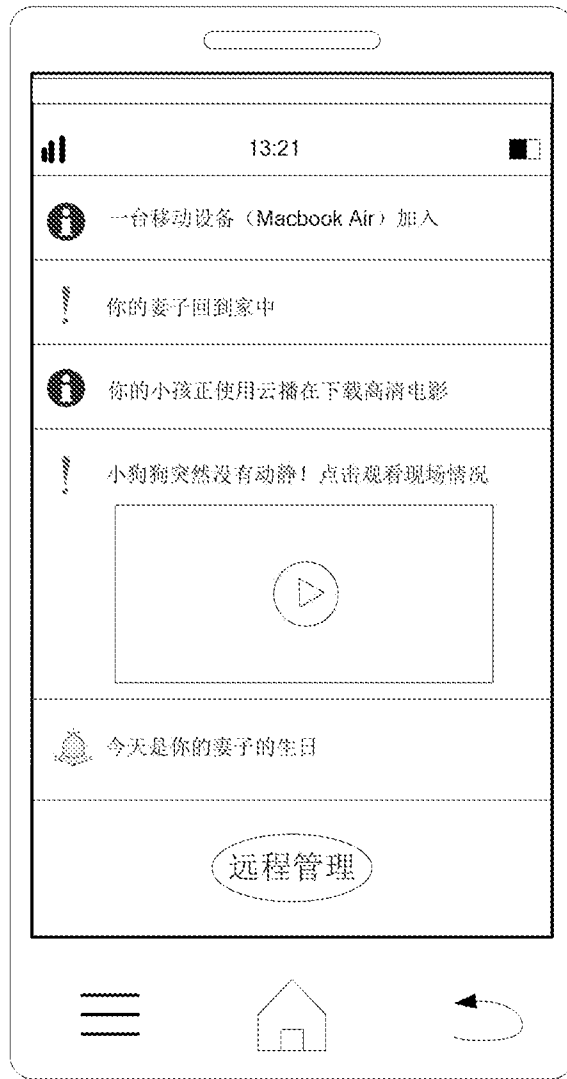 13:21
一台移动设备（Macbook Air）加入
你的妻子回到家中
你的小孩正使用云播在下载高清电影
小狗狗突然没有动静！点击观看现场情况
今天是你的妻子的生日
远程管理